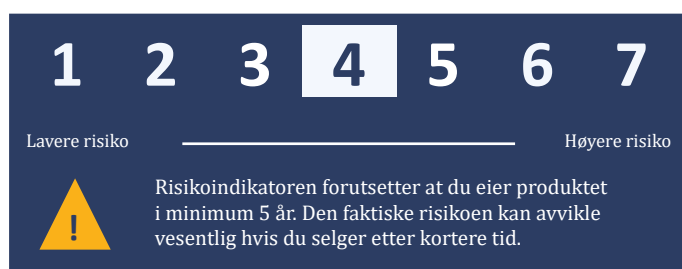 1 2 3 4 5 6 7
Lavere risiko Høyere risiko
!
Risikoindikatoren forutsetter at du eier produktet
i minimum 5 år. Den faktiske risikoen kan avvikle
vesentlig hvis du selger etter kortere tid.